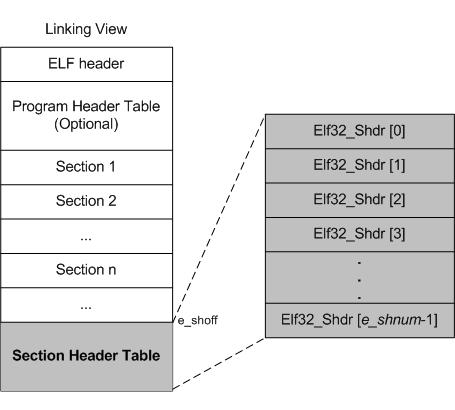 Linking View
ELF header
Program Header Table
(Optional)
Section 1
Section 2
...
Section n
...
e_shoff
Section Header Table
Elf32_Shdr [0]
Elf32_Shdr [1]
Elf32_Shdr [2]
Elf32_Shdr [3]
.
.
.
Elf32_Shdr [e_shnum-1]